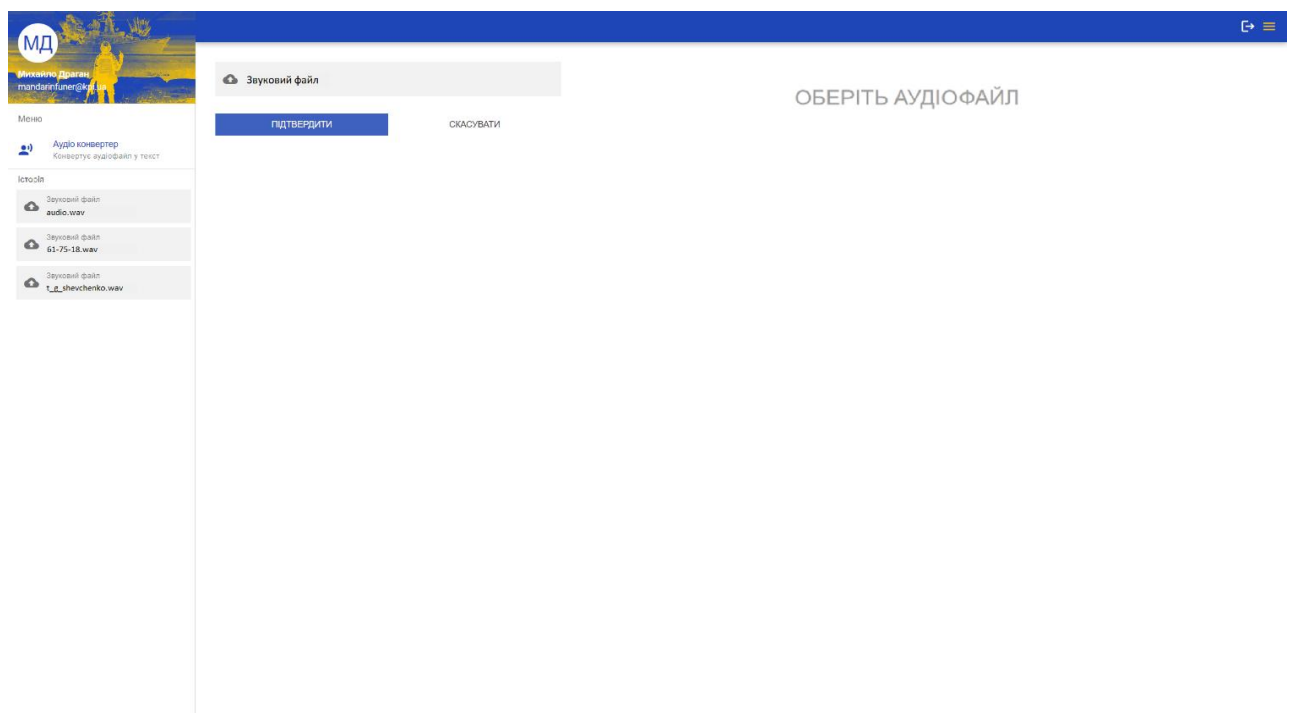 МД
Михайло Драган
mandarinfuner@kpi.ua
Меню
Аудіо конвертер
Конвертує аудіофайл у текст
Історія
Звуковий файл
audio.wav
Звуковий файл
61-75-18.wav
Звуковий файл
t_g_shevchenko.wav
Звуковий файл
ПІДТВЕРДИТИ СКАСУВАТИ
ОБЕРІТЬ АУДІОФАЙЛ